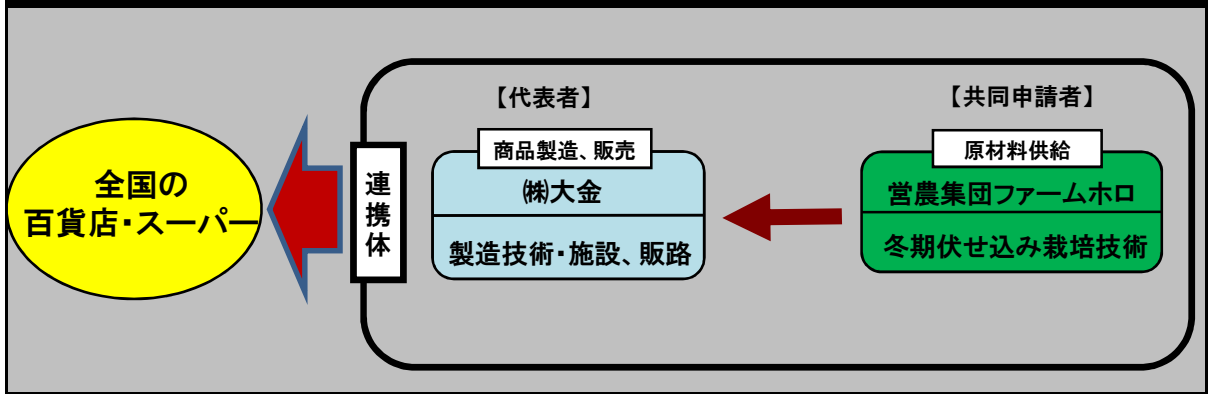 全国の
百貨店・スーパー
連携体
【代表者】
商品製造、販売
㈱大金
製造技術・施設、販路
【共同申請者】
原材料供給
営農集団ファームホロ
冬期伏せ込み栽培技術